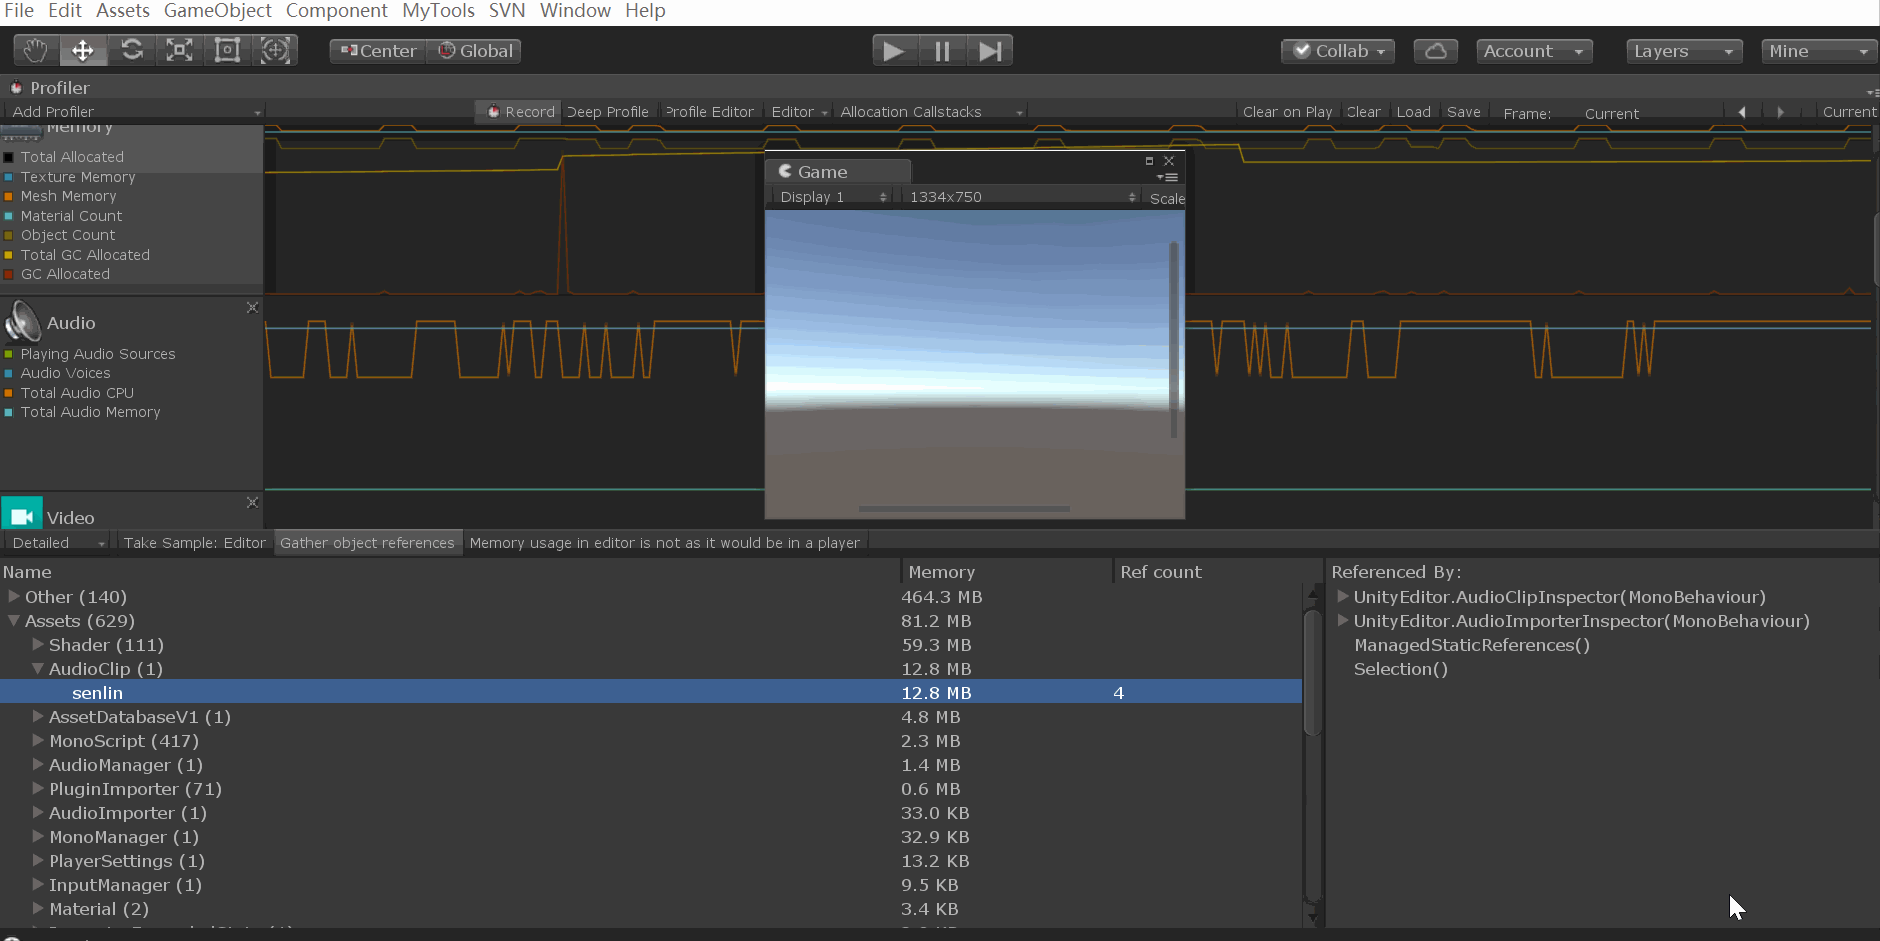 File Edit Assets GameObject Component MyTools SVN Window Help
Center Global Collab Account Layers Mine
Profiler
Add Profiler Record Deep Profile Profile Editor Editor Allocation Callstacks Clear on Play Clear Load Save Frame: Current Current
Memory
Total Allocated
Texture Memory
Mesh Memory
Material Count
Object Count
Total GC Allocated
GC Allocated
Game
Display 1 1334x750 Scale
Audio
Playing Audio Sources
Audio Voices
Total Audio CPU
Total Audio Memory
Video
Detailed Take Sample: Editor Gather object references Memory usage in editor is not as it would be in a player
Name Memory Ref count Referenced By:
Other (140) 464.3 MB UnityEditor.AudioClipInspector(MonoBehaviour)
Assets (629) 81.2 MB UnityEditor.AudioImporterInspector(MonoBehaviour)
Shader (111) 59.3 MB ManagedStaticReferences()
AudioClip (1) 12.8 MB Selection()
senlin 12.8 MB 4
AssetDatabaseV1 (1) 4.8 MB
MonoScript (417) 2.3 MB
AudioManager (1) 1.4 MB
PluginImporter (71) 0.6 MB
AudioImporter (1) 33.0 KB
MonoManager (1) 32.9 KB
PlayerSettings (1) 13.2 KB
InputManager (1) 9.5 KB
Material (2) 3.4 KB